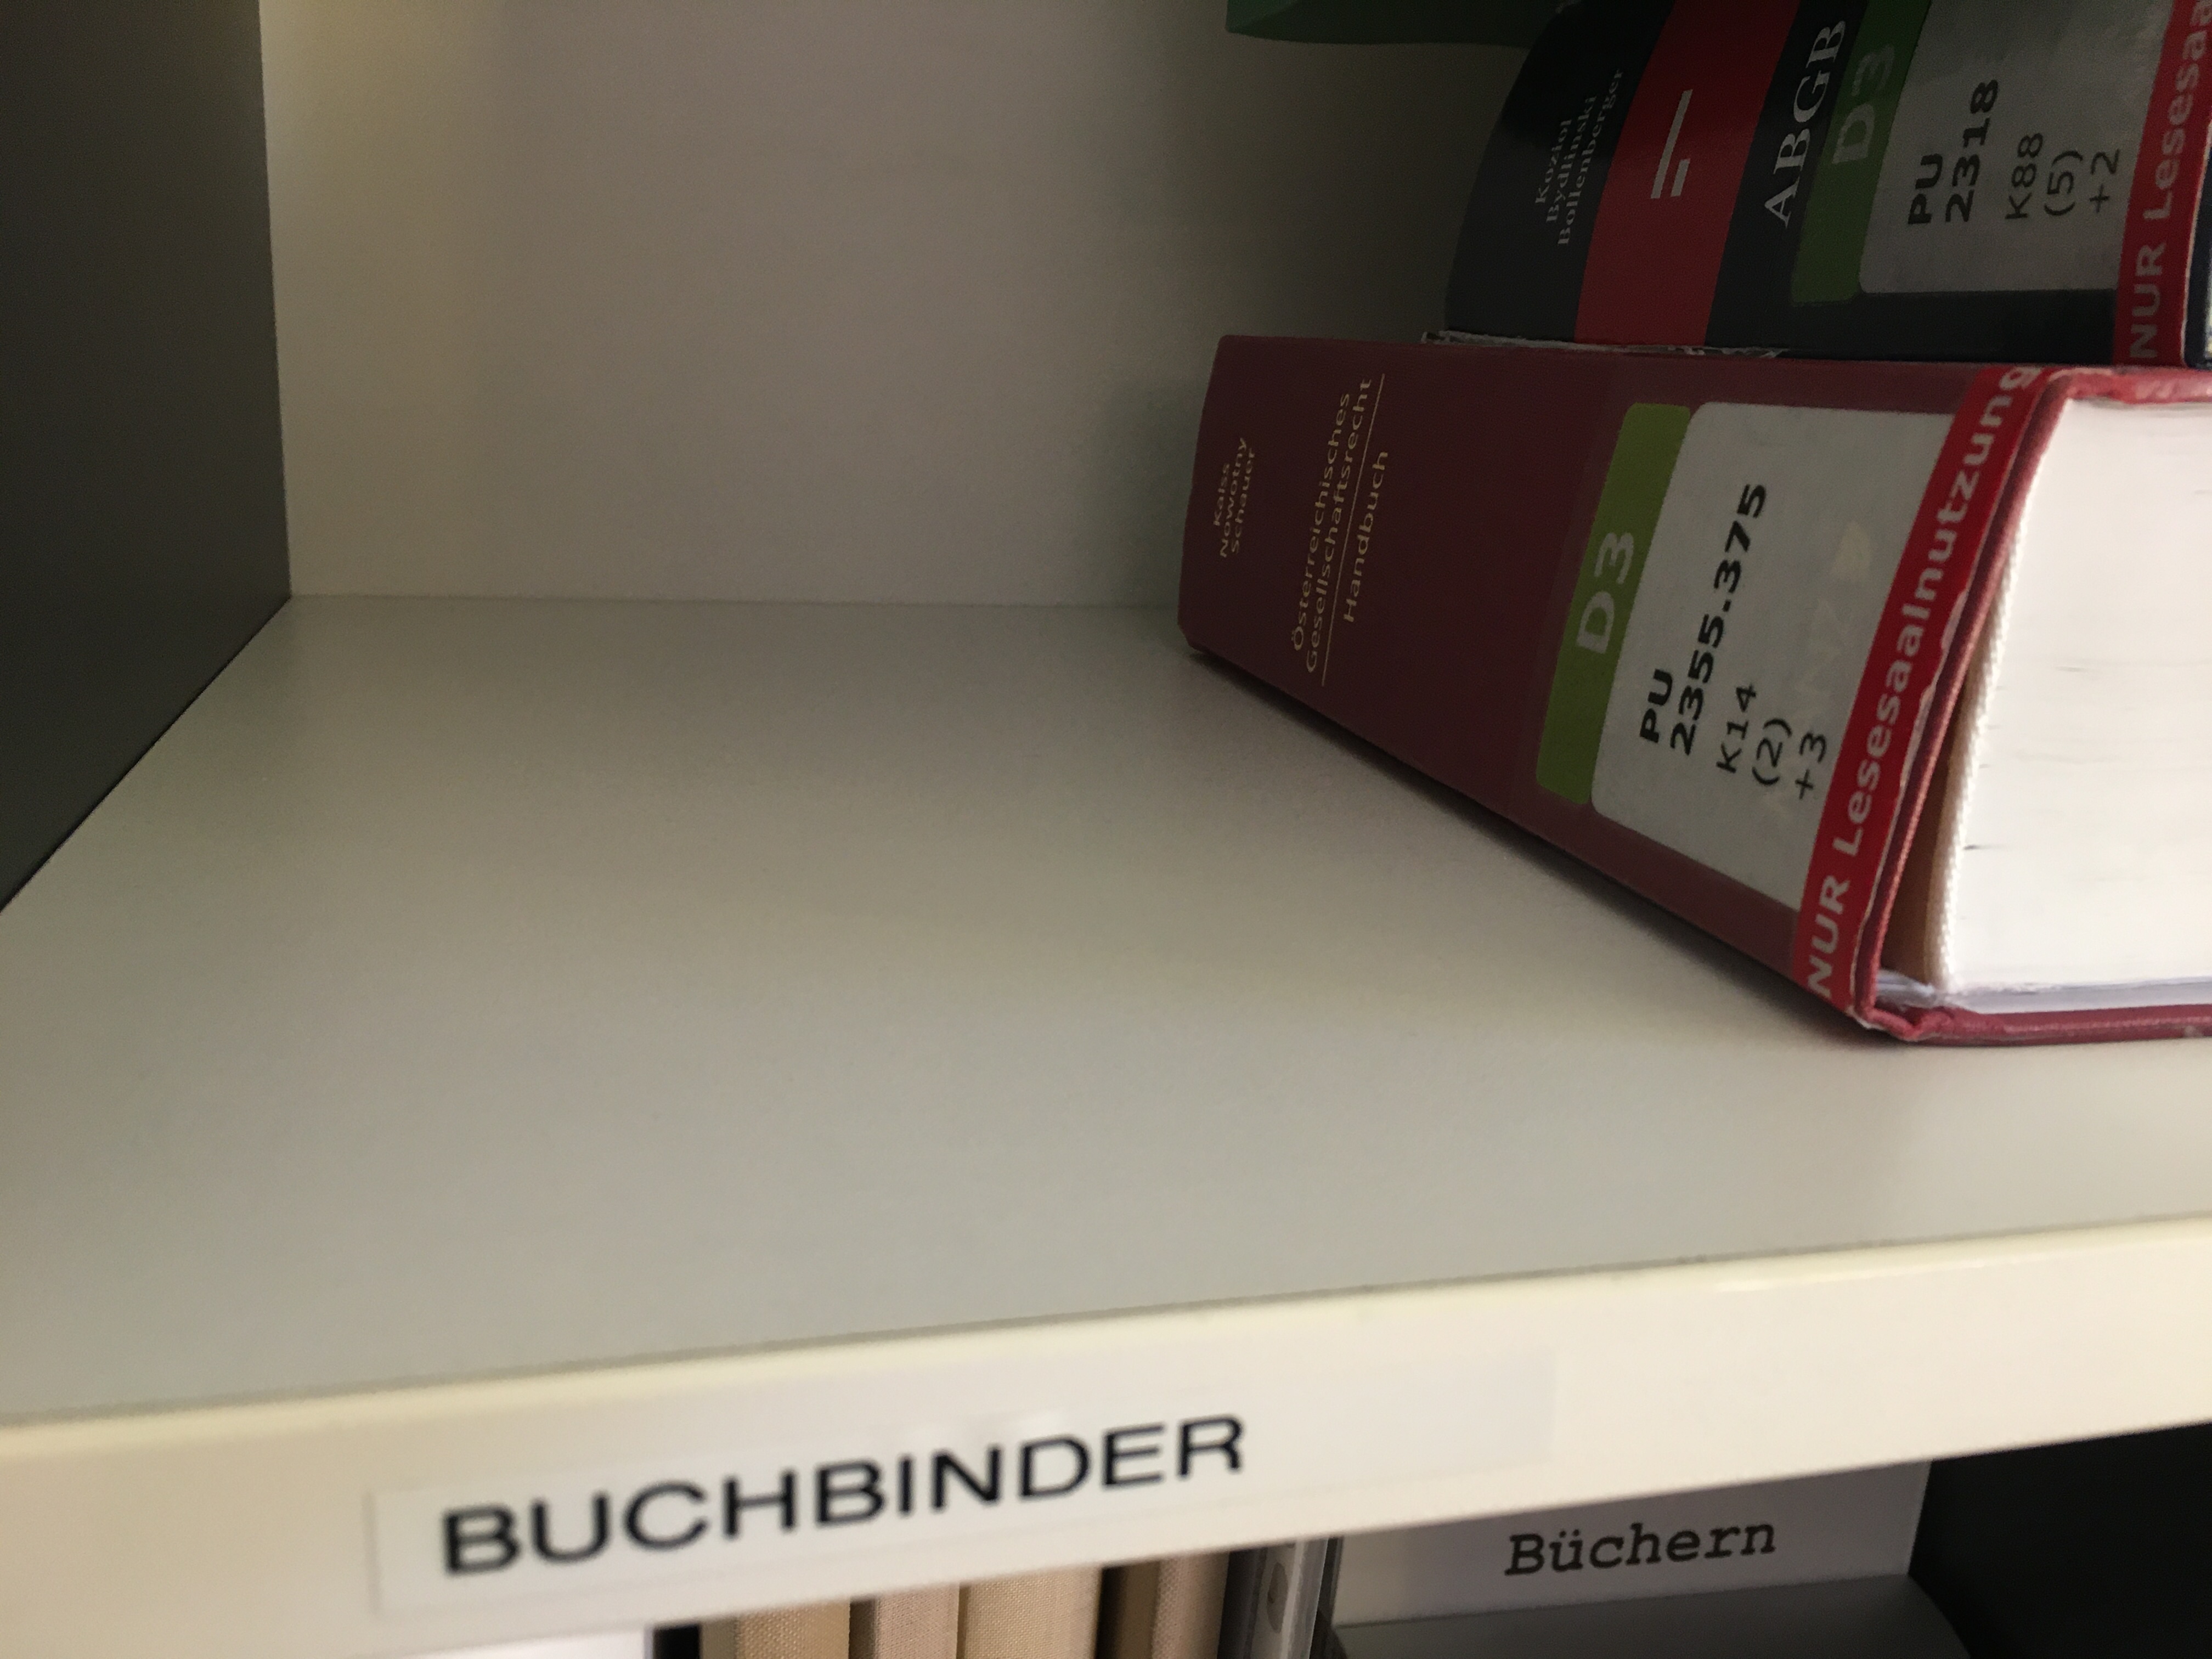 Koziol
Bydlinski
Bollenberger
ABGB
D3
PU
2318
K88
(5)
+2
NUR Lesesaa
Kalss
Nowotny
Schauer
Österreichisches
Gesellschaftsrecht
Handbuch
D3
PU
2355.375
K14
(2)
+3
MANZ
NUR Lesesaalnutzung
BUCHBINDER
Büchern